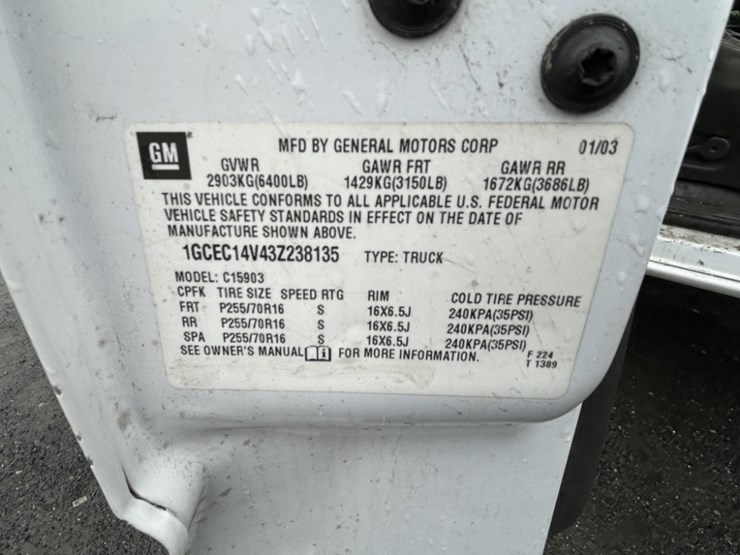 GM MFD BY GENERAL MOTORS CORP 01/03
GVWR GAWR FRT GAWR RR
2903KG(6400LB) 1429KG(3150LB) 1672KG(3686LB)
THIS VEHICLE CONFORMS TO ALL APPLICABLE U.S. FEDERAL MOTOR
VEHICLE SAFETY STANDARDS IN EFFECT ON THE DATE OF
MANUFACTURE SHOWN ABOVE.
1GCEC14V43Z238135 TYPE: TRUCK
MODEL: C15903
CPFK TIRE SIZE SPEED RTG RIM COLD TIRE PRESSURE
FRT P255/70R16 S 16X6.5J 240KPA(35PSI)
RR P255/70R16 S 16X6.5J 240KPA(35PSI)
SPA P255/70R16 S 16X6.5J 240KPA(35PSI)
SEE OWNER'S MANUAL FOR MORE INFORMATION.
F 224
T 1389